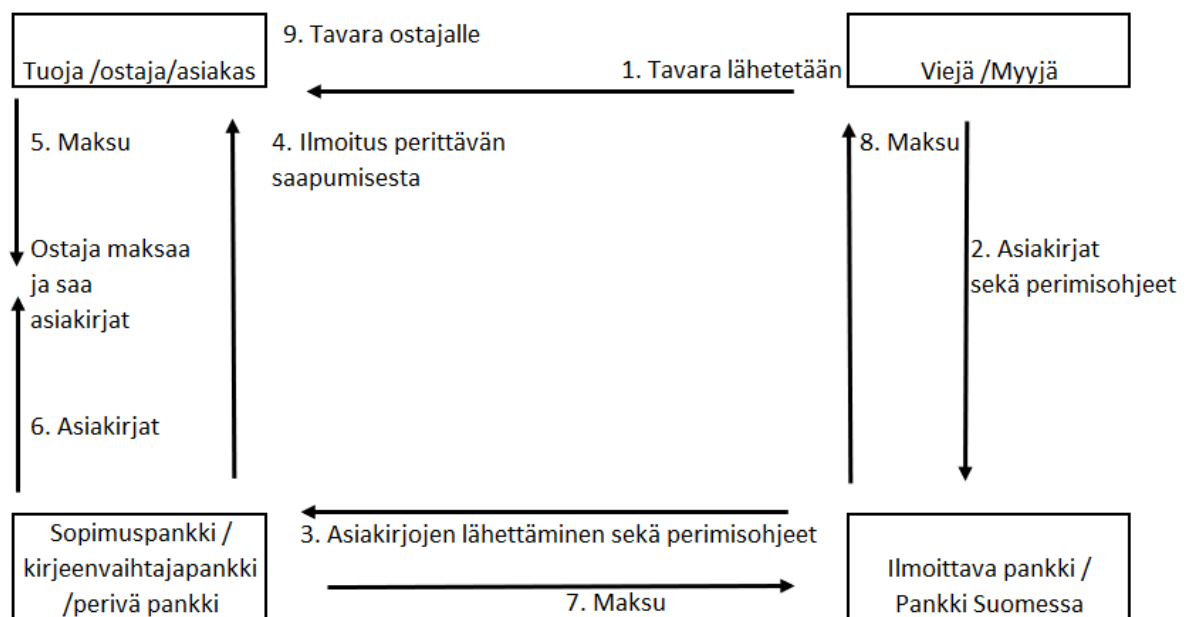 9. Tavara ostajalle
Tuoja /ostaja/asiakas
1. Tavara lähetetään
Viejä /Myyjä
5. Maksu
4. Ilmoitus perittävän
saapumisesta
8. Maksu
Ostaja maksaa
ja saa
asiakirjat
2. Asiakirjat
sekä perimisohjeet
6. Asiakirjat
Sopimuspankki /
kirjeenvaihtajapankki
/perivä pankki
3. Asiakirjojen lähettäminen sekä perimisohjeet
7. Maksu
Ilmoittava pankki /
Pankki Suomessa